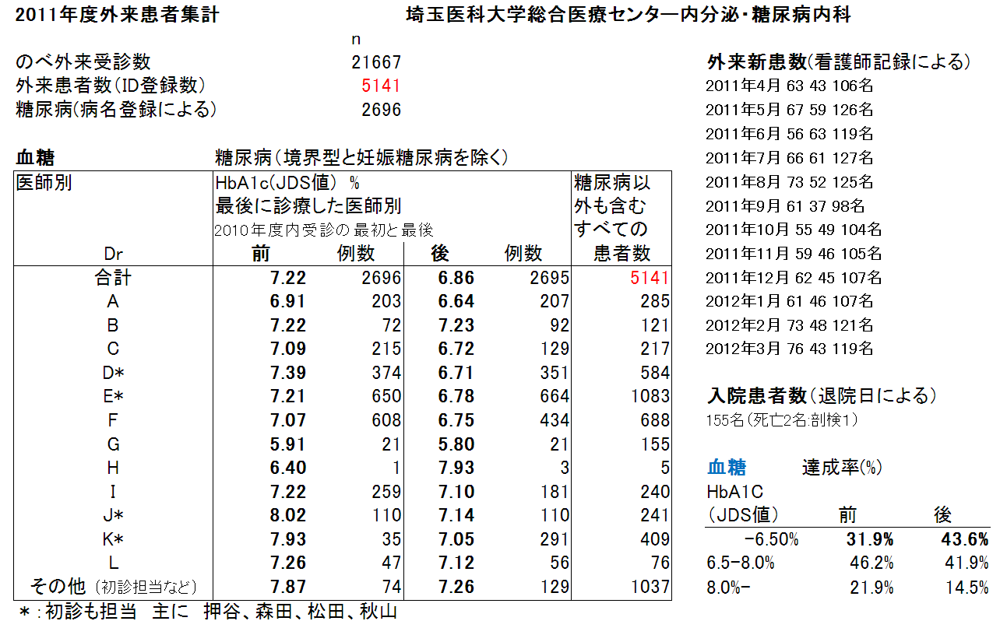 2011年度外来患者集計 埼玉医科大学総合医療センター内分泌・糖尿病内科
n
のべ外来受診数 21667
外来患者数(ID登録数) 5141
糖尿病(病名登録による) 2696
血糖 糖尿病(境界型と妊娠糖尿病を除く)
医師別 HbA1c(JDS値) % 糖尿病以
最後に診療した医師別 外も含む
2010年度内受診の最初と最後 すべての
Dr 前 例数 後 例数 患者数
合計 7.22 2696 6.86 2695 5141
A 6.91 203 6.64 207 285
B 7.22 72 7.23 92 121
C 7.09 215 6.72 129 217
D* 7.39 374 6.71 351 584
E* 7.21 650 6.78 664 1083
F 7.07 608 6.75 434 688
G 5.91 21 5.80 21 155
H 6.40 1 7.93 3 5
I 7.22 259 7.10 181 240
J* 8.02 110 7.14 110 241
K* 7.93 35 7.05 291 409
L 7.26 47 7.12 56 76
その他 (初診担当など) 7.87 74 7.26 129 1037
*:初診も担当 主に 押谷、森田、松田、秋山
外来新患数(看護師記録による)
2011年4月 63 43 106名
2011年5月 67 59 126名
2011年6月 56 63 119名
2011年7月 66 61 127名
2011年8月 73 52 125名
2011年9月 61 37 98名
2011年10月 55 49 104名
2011年11月 59 46 105名
2011年12月 62 45 107名
2012年1月 61 46 107名
2012年2月 73 48 121名
2012年3月 76 43 119名
入院患者数(退院日による)
155名(死亡2名:剖検1)
血糖 達成率(%)
HbA1C
(JDS値) 前 後
-6.50% 31.9% 43.6%
6.5-8.0% 46.2% 41.9%
8.0%- 21.9% 14.5%